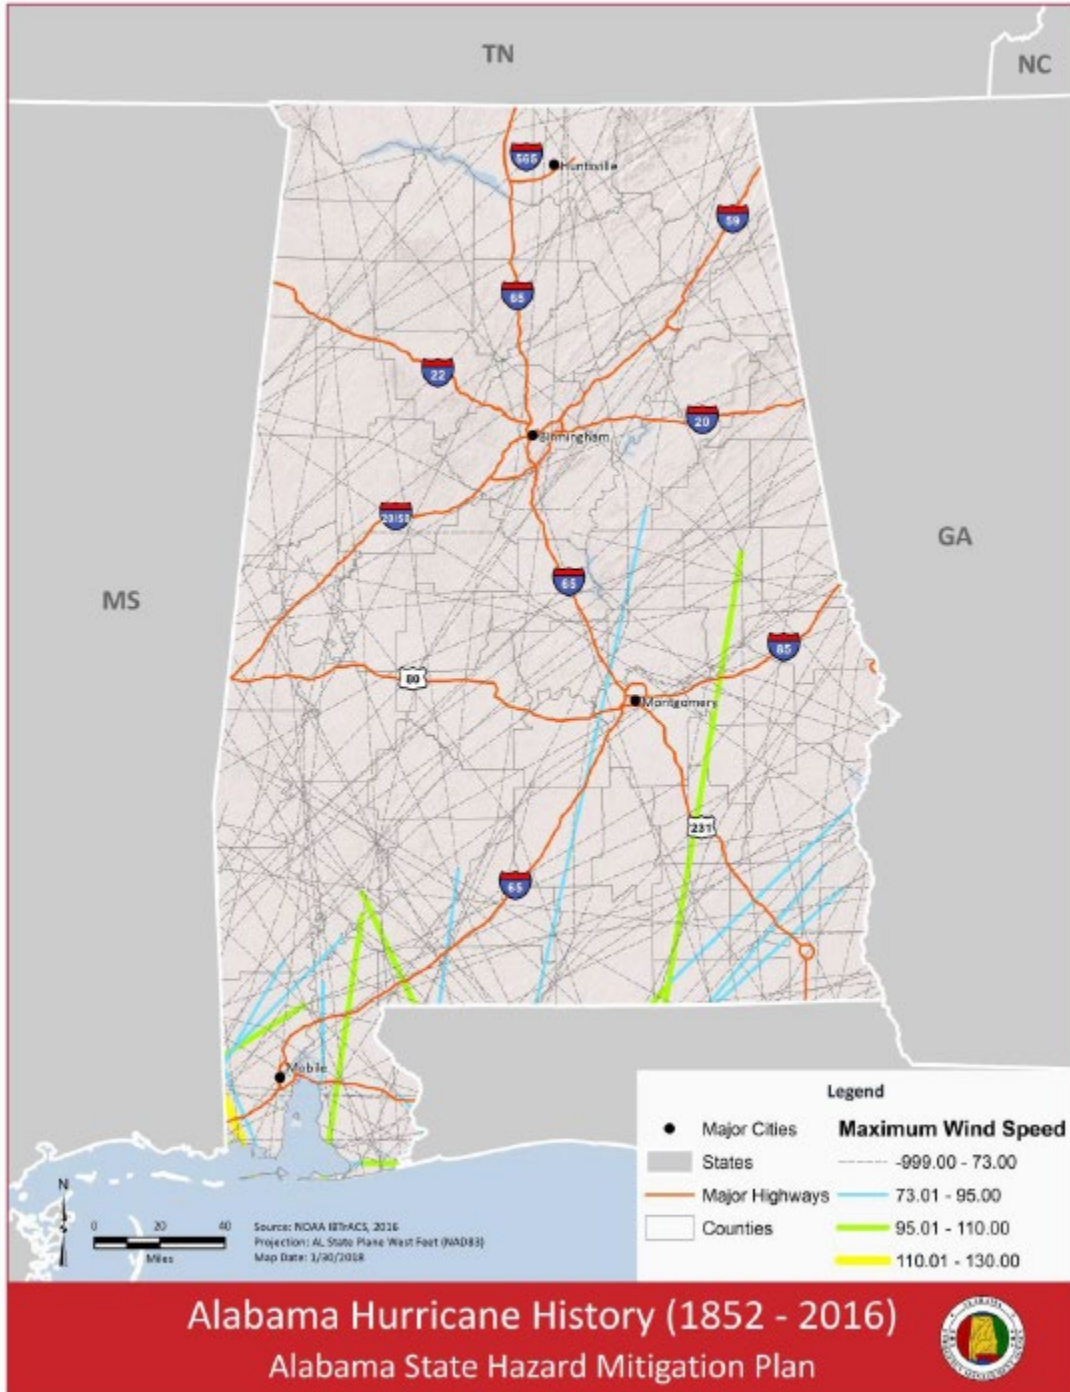 TN
NC
565
Huntsville
59
65
22
20
Birmingham
GA
65
MS
85
80
Montgomery
231
65
Mobile
Legend
Major Cities
States
Major Highways
Counties
Maximum Wind Speed
-999.00 - 73.00
73.01 - 95.00
95.01 - 110.00
110.01 - 130.00
N
0 20 40
Miles
Source: NOAA IBTrACS, 2016
Projection: AL State Plane West Feet (NAD83)
Map Date: 1/30/2018
Alabama Hurricane History (1852 - 2016)
Alabama State Hazard Mitigation Plan